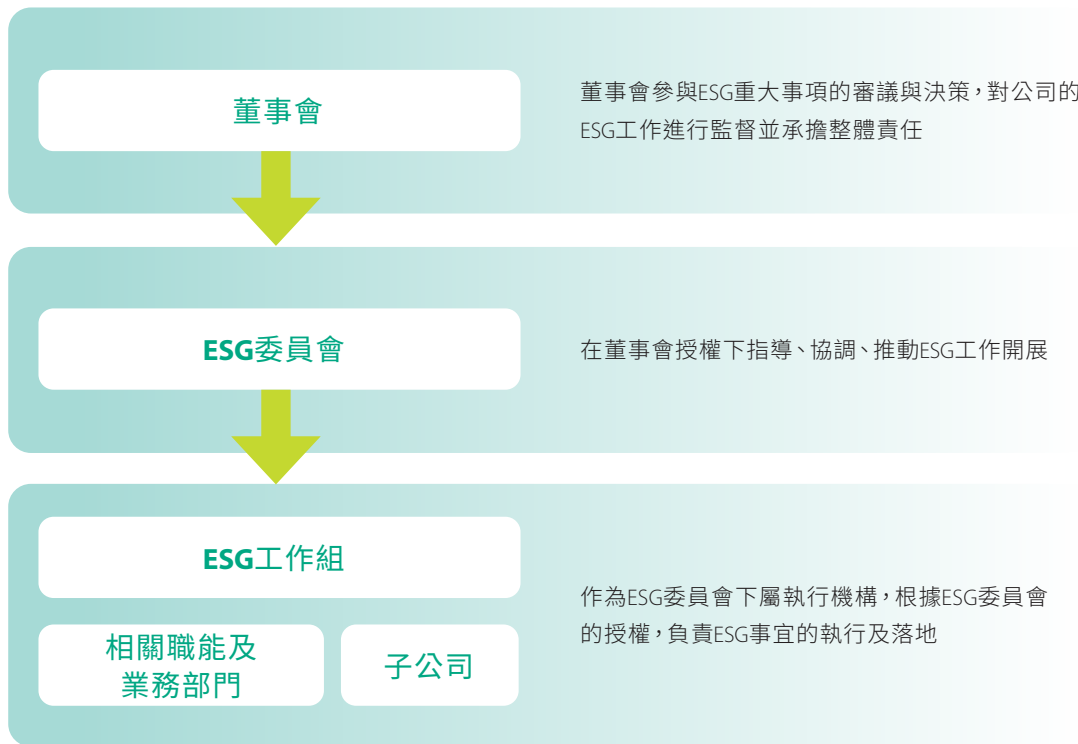 董事會
董事會參與ESG重大事項的審議與決策，對公司的
ESG工作進行監督並承擔整體責任
ESG委員會
在董事會授權下指導、協調、推動ESG工作開展
ESG工作組
相關職能及
業務部門
子公司
作為ESG委員會下屬執行機構，根據ESG委員會
的授權，負責ESG事宜的執行及落地